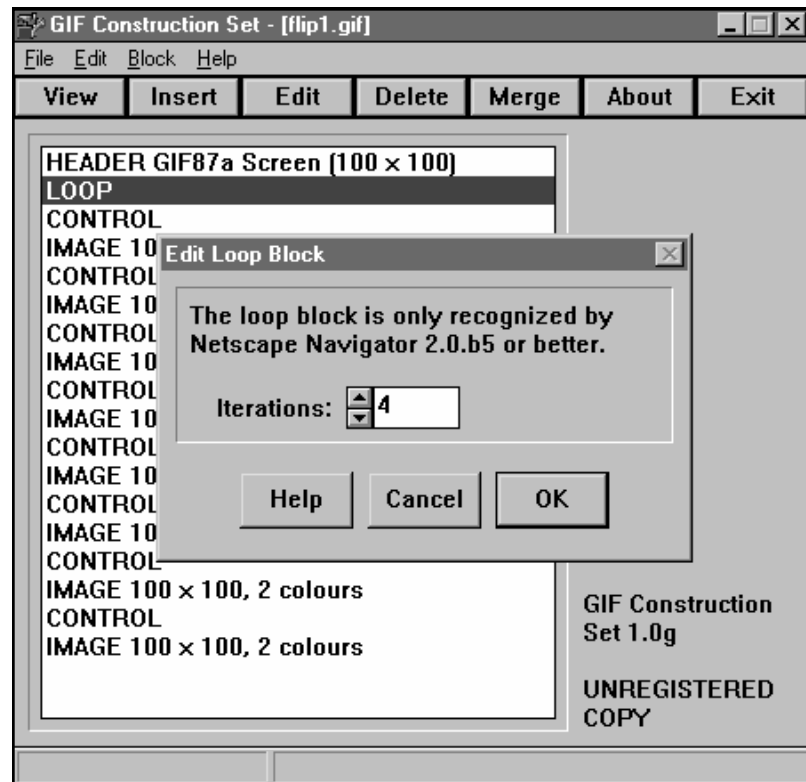 GIF Construction Set - [flip1.gif]
File Edit Block Help
View Insert Edit Delete Merge About Exit
HEADER GIF87a Screen (100 × 100)
LOOP
CONTROL
IMAGE 10
CONTROL
IMAGE 10
CONTROL
IMAGE 10
CONTROL
IMAGE 10
CONTROL
IMAGE 10
CONTROL
IMAGE 10
CONTROL
IMAGE 100 × 100, 2 colours
CONTROL
IMAGE 100 × 100, 2 colours
Edit Loop Block
The loop block is only recognized by
Netscape Navigator 2.0.b5 or better.
Iterations: 4
Help Cancel OK
GIF Construction
Set 1.0g
UNREGISTERED
COPY